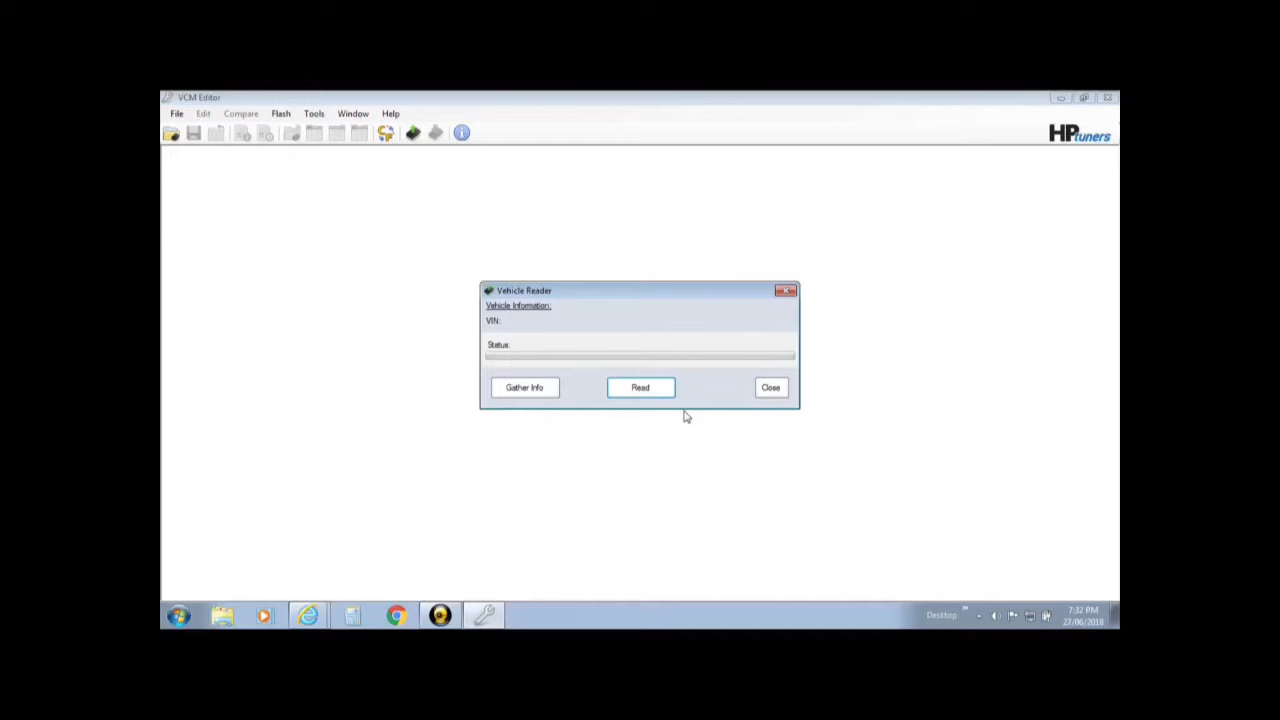 VCM Editor
File Edit Compare Flash Tools Window Help
HPtuners
Vehicle Reader
Vehicle Information:
VIN:
Status:
Gather Info Read Close
Desktop
7:32 PM
27/06/2018